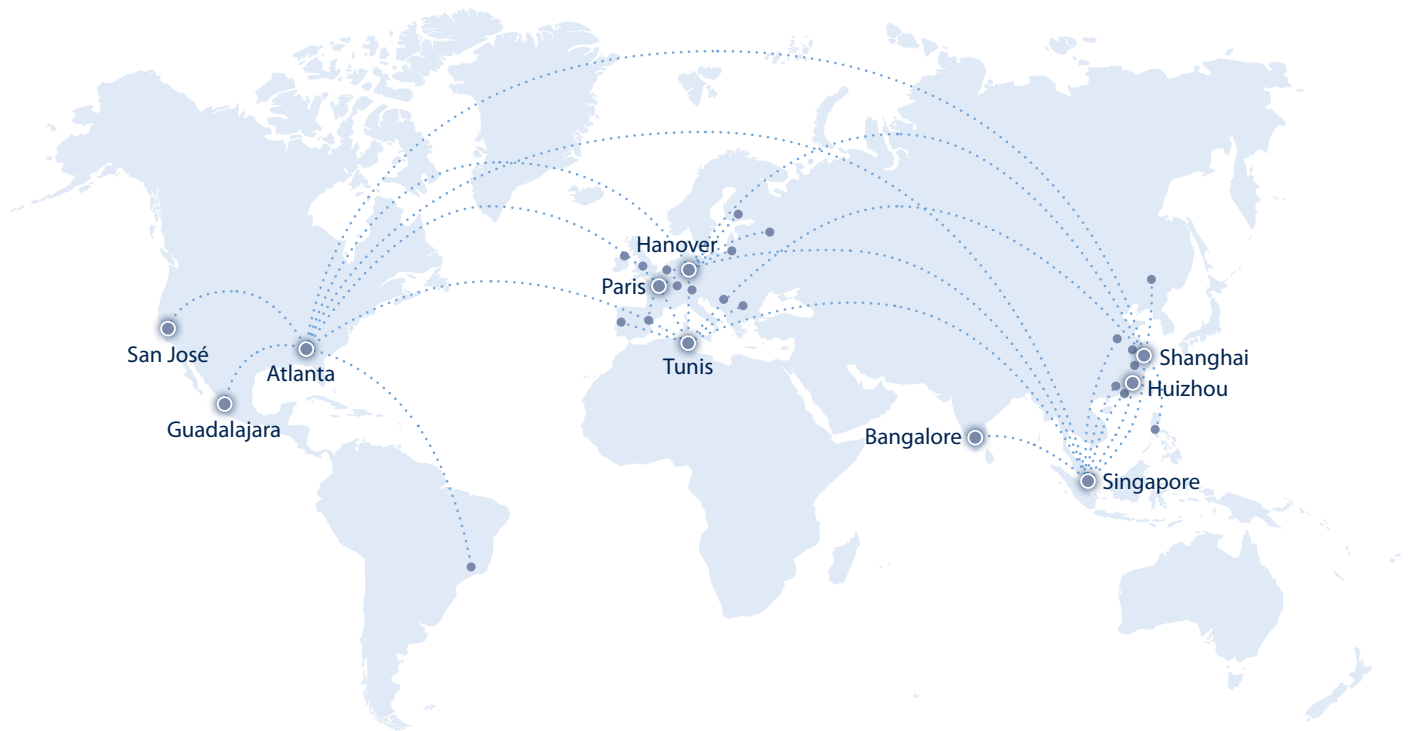 Hanover
Paris
San José
Shanghai
Atlanta
Tunis
Huizhou
Guadalajara
Bangalore
Singapore